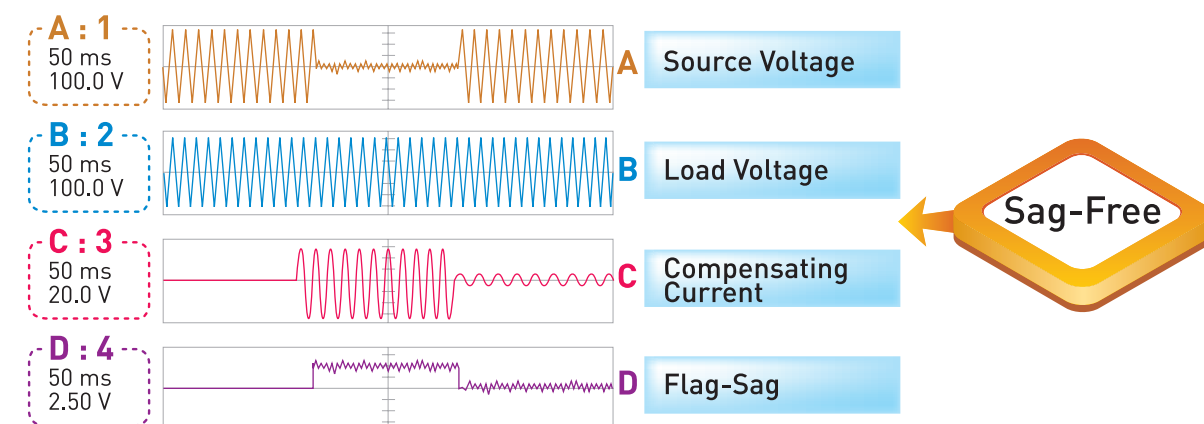 A : 1
50 ms
100.0 V
A
Source Voltage
B : 2
50 ms
100.0 V
B
Load Voltage
C : 3
50 ms
20.0 V
C
Compensating
Current
D : 4
50 ms
2.50 V
D
Flag-Sag
Sag-Free